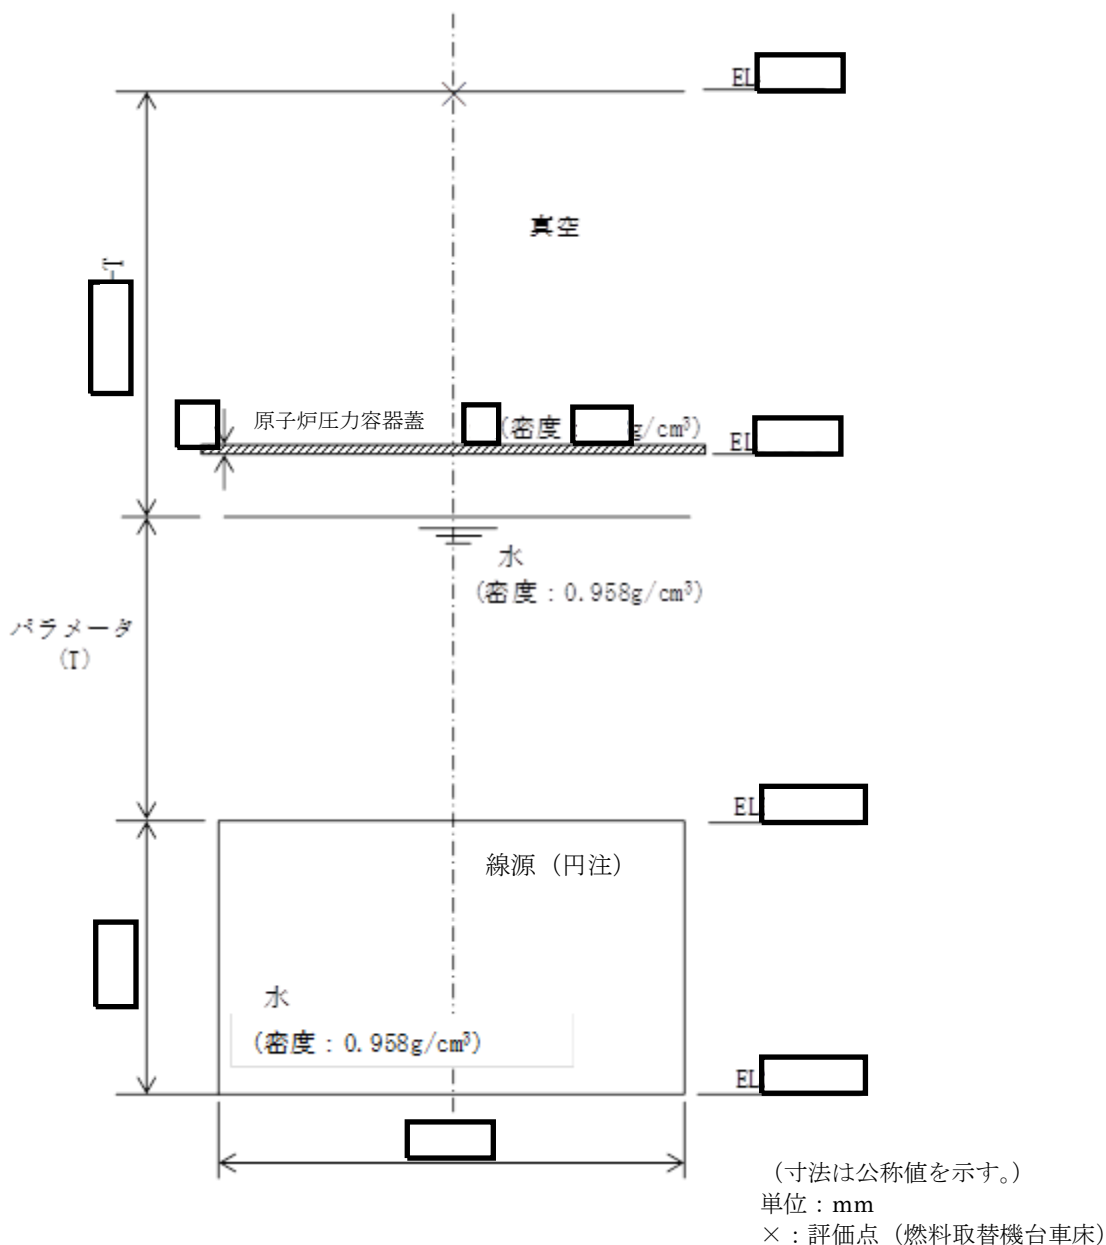 EL
真空
-T
原子炉圧力容器蓋
(密度 g/cm³)
EL
水
(密度：0.958g/cm³)
パラメータ
(T)
EL
線源（円注）
水
(密度：0.958g/cm³)
EL
（寸法は公称値を示す。）
単位：mm
×：評価点（燃料取替機台車床）